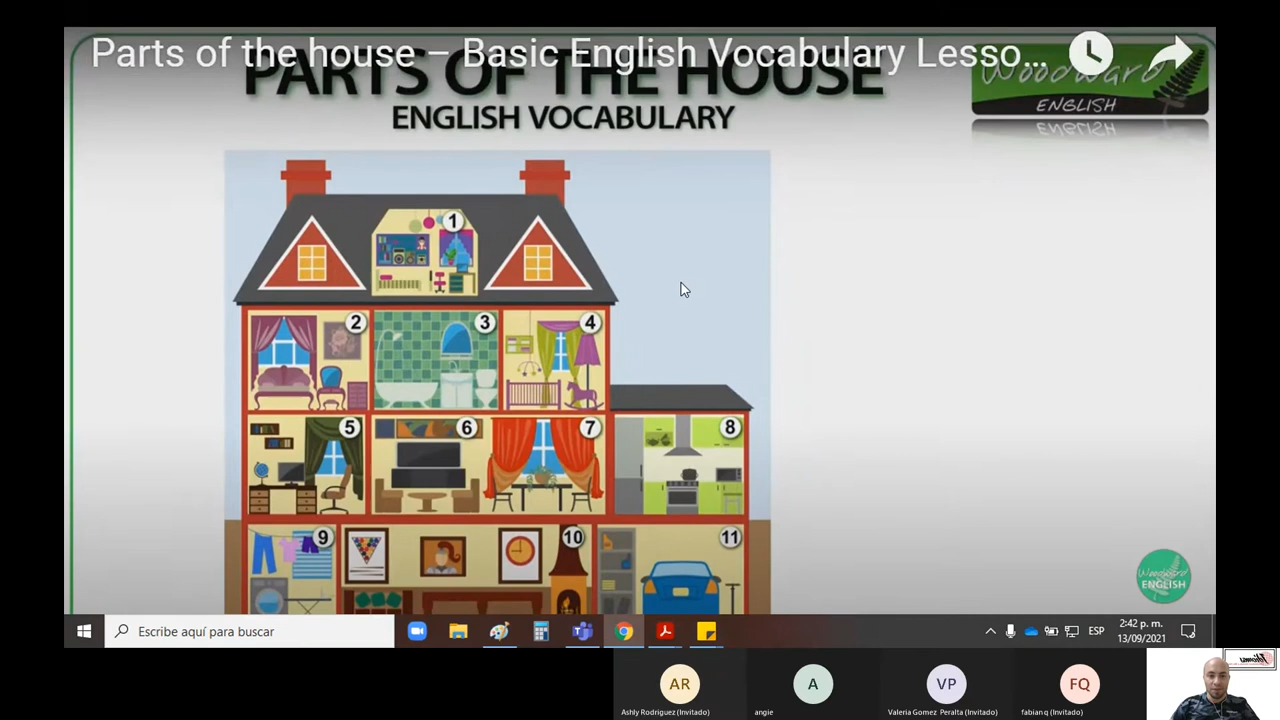 Parts of the house – Basic English Vocabulary Lesso...
PARTS OF THE HOUSE
ENGLISH VOCABULARY
Woodward
ENGLISH
1
2
3
4
5
6
7
8
9
10
11
Woodward
ENGLISH
Escribe aquí para buscar
ESP
2:42 p. m.
13/09/2021
AR
A
VP
FQ
Ashly Rodriguez (Invitado)
angie
Valeria Gomez Peralta (Invitado)
fabian q (Invitado)